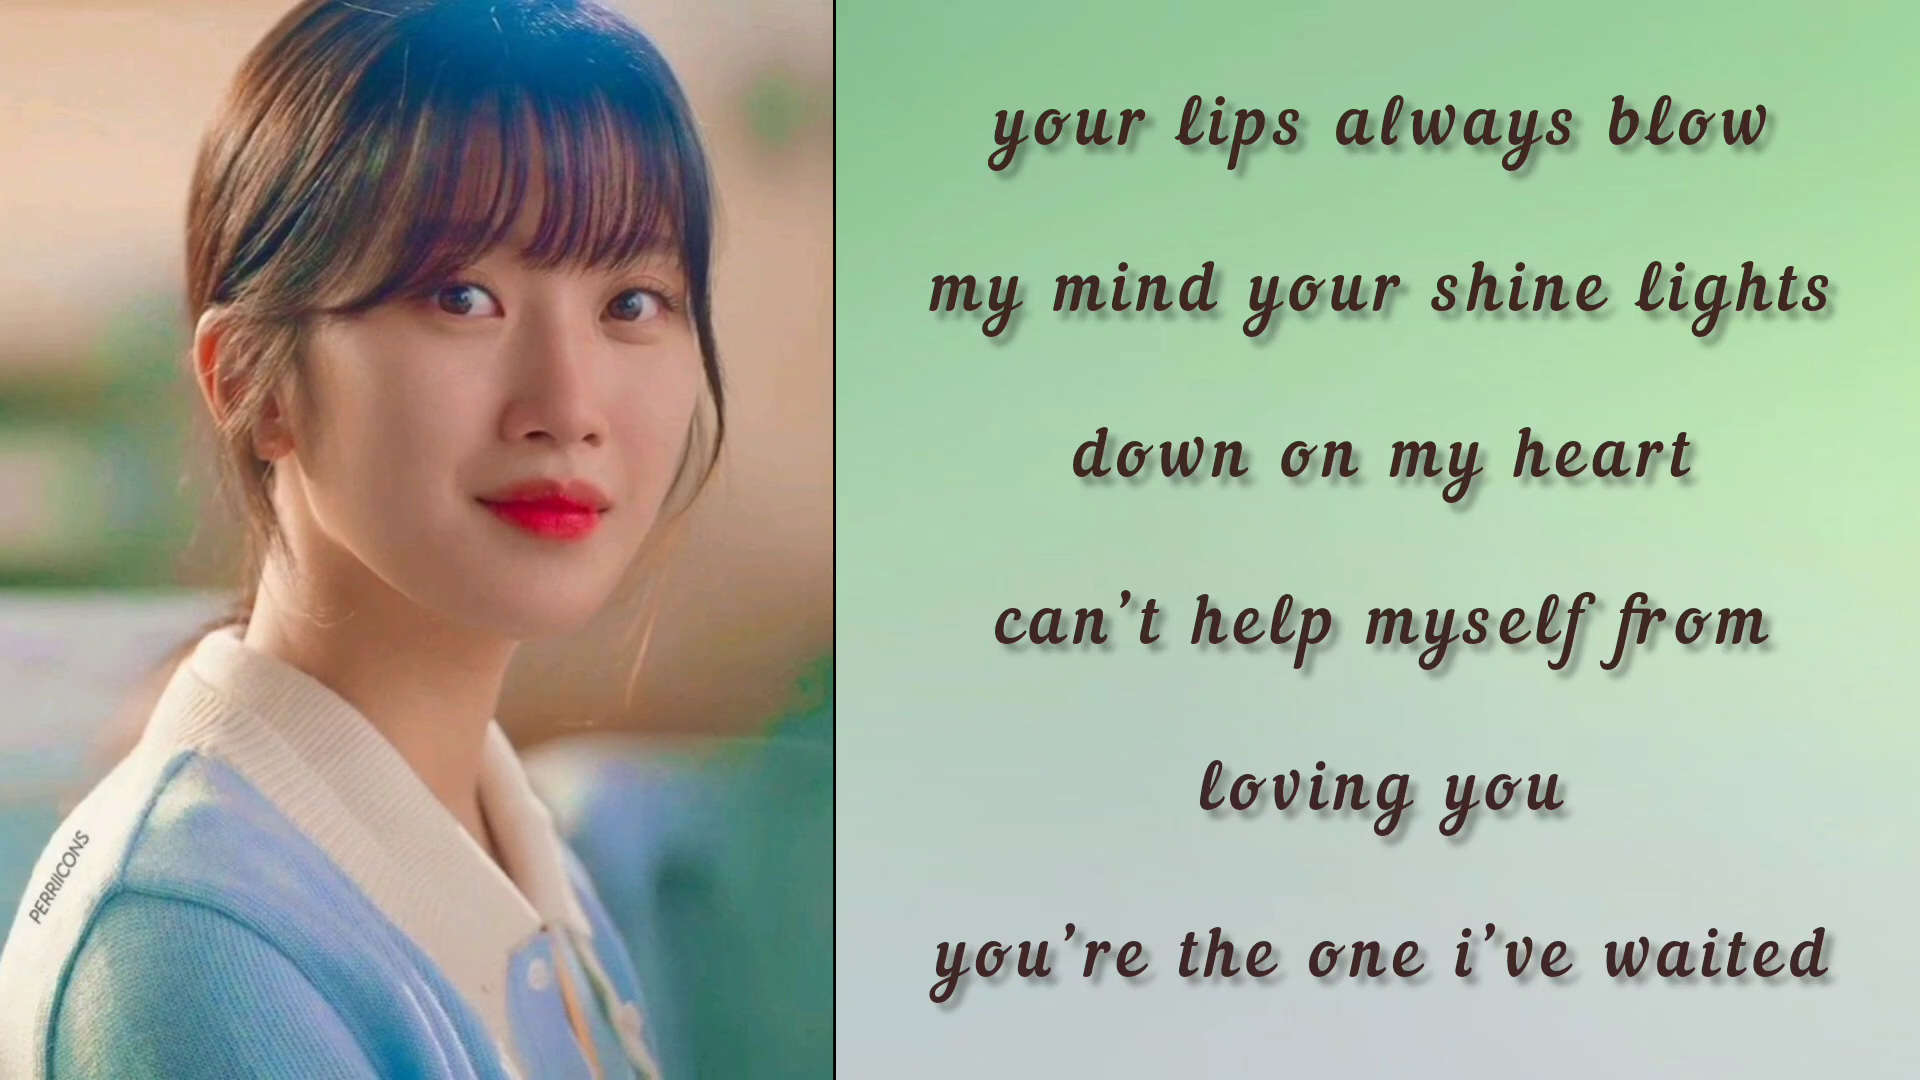 PERRIICONS
your lips always blow
my mind your shine lights
down on my heart
can't help myself from
loving you
you're the one i've waited